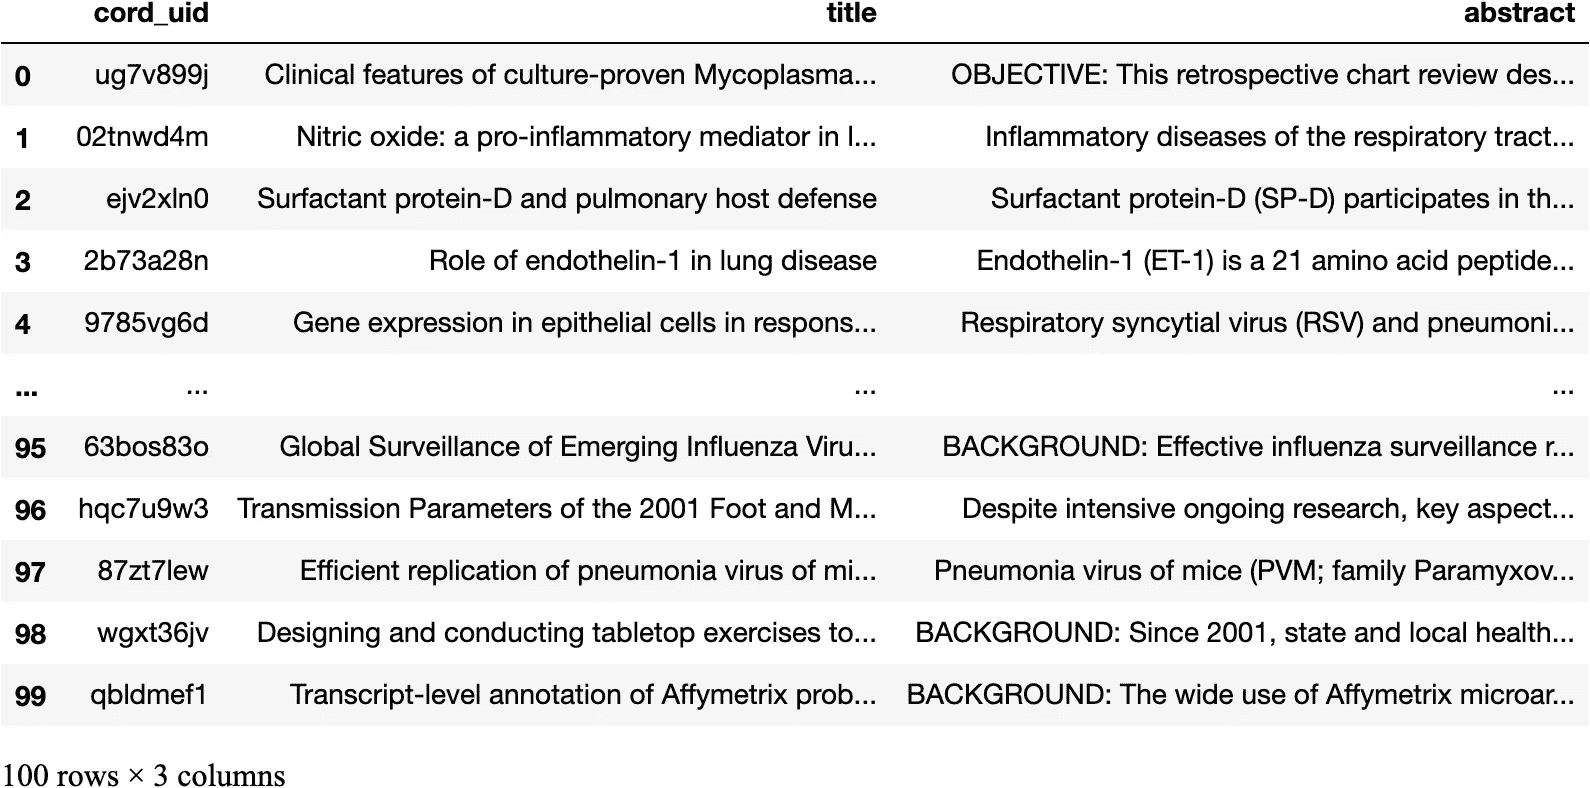 cord_uid title abstract
0 ug7v899j Clinical features of culture-proven Mycoplasma... OBJECTIVE: This retrospective chart review des...
1 02tnwd4m Nitric oxide: a pro-inflammatory mediator in l... Inflammatory diseases of the respiratory tract...
2 ejv2xln0 Surfactant protein-D and pulmonary host defense Surfactant protein-D (SP-D) participates in th...
3 2b73a28n Role of endothelin-1 in lung disease Endothelin-1 (ET-1) is a 21 amino acid peptide...
4 9785vg6d Gene expression in epithelial cells in respons... Respiratory syncytial virus (RSV) and pneumoni...
... ... ... ...
95 63bos83o Global Surveillance of Emerging Influenza Viru... BACKGROUND: Effective influenza surveillance r...
96 hqc7u9w3 Transmission Parameters of the 2001 Foot and M... Despite intensive ongoing research, key aspect...
97 87zt7lew Efficient replication of pneumonia virus of mi... Pneumonia virus of mice (PVM; family Paramyxov...
98 wgxt36jv Designing and conducting tabletop exercises to... BACKGROUND: Since 2001, state and local health...
99 qbldmef1 Transcript-level annotation of Affymetrix prob... BACKGROUND: The wide use of Affymetrix microar...
100 rows × 3 columns